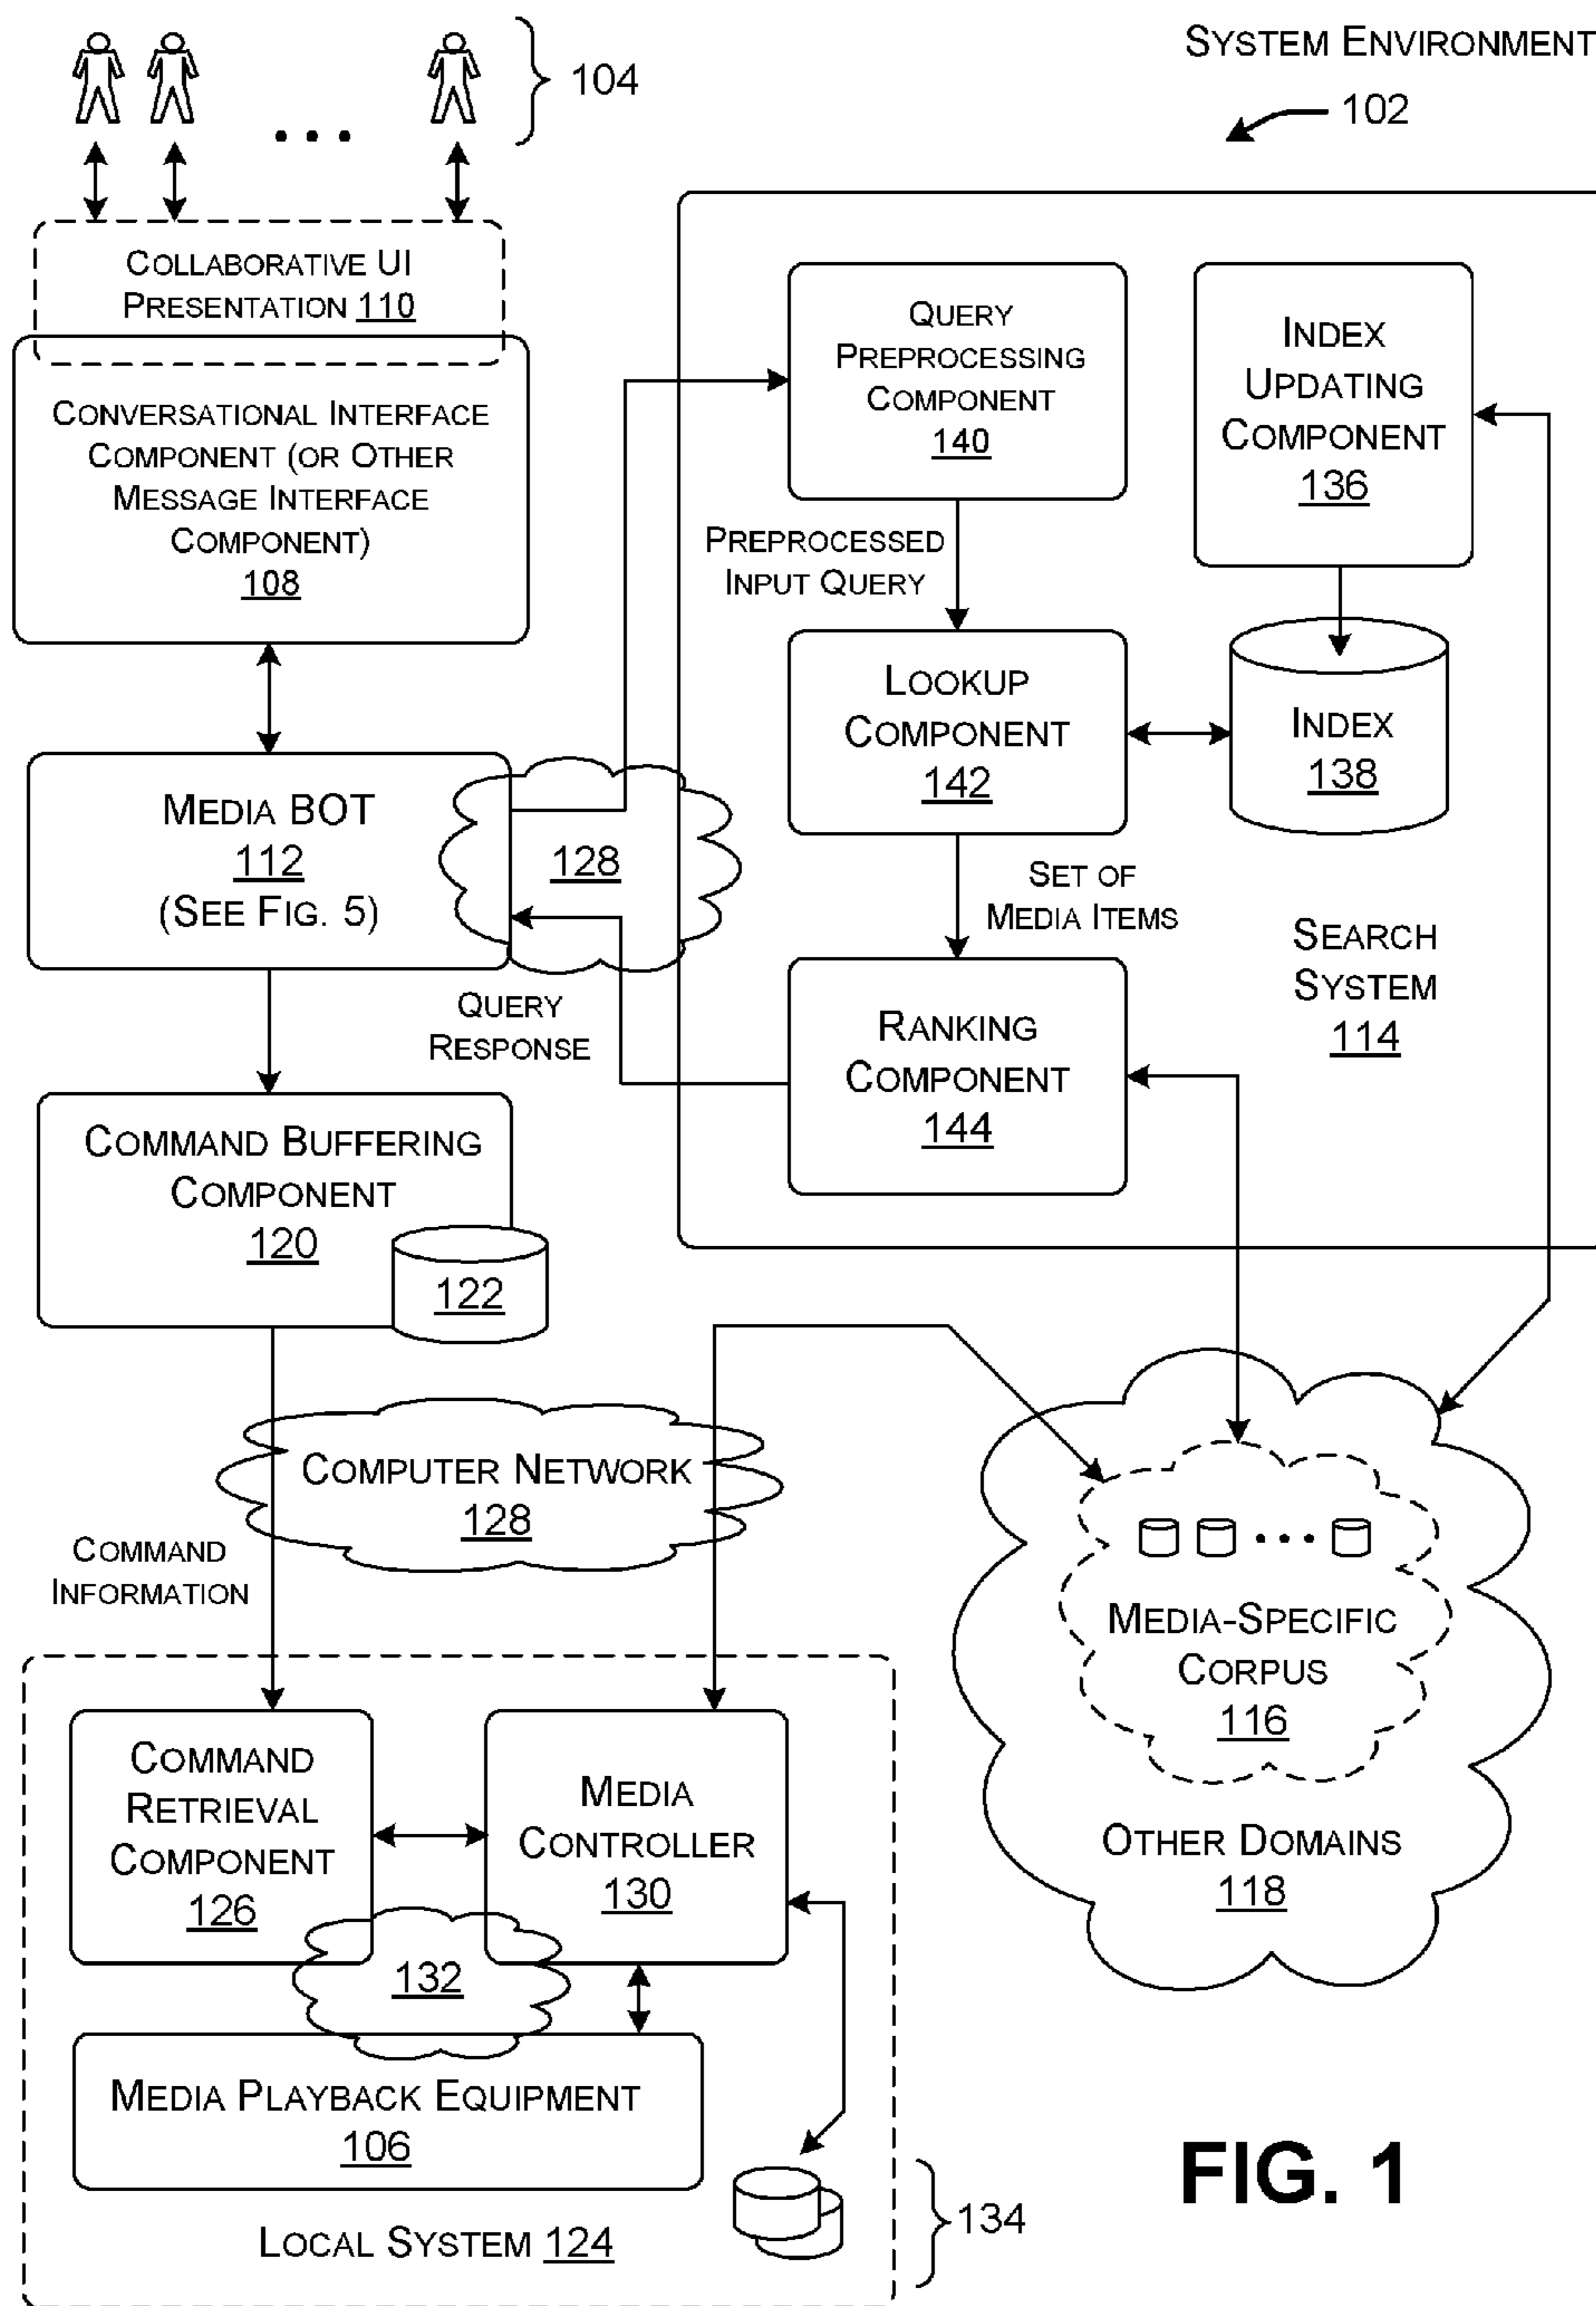 104
SYSTEM ENVIRONMENT
102
COLLABORATIVE UI
PRESENTATION 110
CONVERSATIONAL INTERFACE
COMPONENT (OR OTHER
MESSAGE INTERFACE
COMPONENT)
108
QUERY
PREPROCESSING
COMPONENT
140
INDEX
UPDATING
COMPONENT
136
PREPROCESSED
INPUT QUERY
LOOKUP
COMPONENT
142
INDEX
138
MEDIA BOT
112
(SEE FIG. 5)
128
SET OF
MEDIA ITEMS
SEARCH
SYSTEM
114
QUERY
RESPONSE
RANKING
COMPONENT
144
COMMAND BUFFERING
COMPONENT
120
122
COMPUTER NETWORK
128
COMMAND
INFORMATION
MEDIA-SPECIFIC
CORPUS
116
OTHER DOMAINS
118
COMMAND
RETRIEVAL
COMPONENT
126
MEDIA
CONTROLLER
130
132
MEDIA PLAYBACK EQUIPMENT
106
134
LOCAL SYSTEM 124
FIG. 1